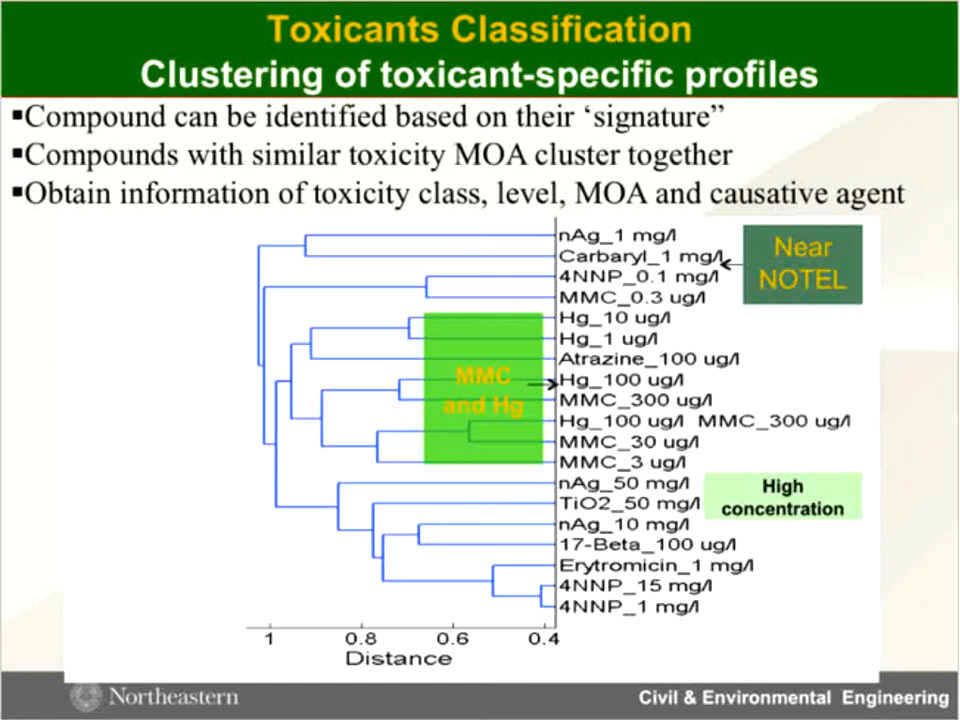 Toxicants Classification
Clustering of toxicant-specific profiles
▪Compound can be identified based on their ‘signature”
▪Compounds with similar toxicity MOA cluster together
▪Obtain information of toxicity class, level, MOA and causative agent
nAg_1 mg/l
Carbaryl_1 mg/l
4NNP_0.1 mg/l
MMC_0.3 ug/l
Hg_10 ug/l
Hg_1 ug/l
Atrazine_100 ug/l
Hg_100 ug/l
MMC_300 ug/l
Hg_100 ug/l MMC_300 ug/l
MMC_30 ug/l
MMC_3 ug/l
nAg_50 mg/l
TiO2_50 mg/l
nAg_10 mg/l
17-Beta_100 ug/l
Erytromicin_1 mg/l
4NNP_15 mg/l
4NNP_1 mg/l
Near
NOTEL
MMC
and Hg
High
concentration
1 0.8 0.6 0.4
Distance
Northeastern
Civil & Environmental Engineering